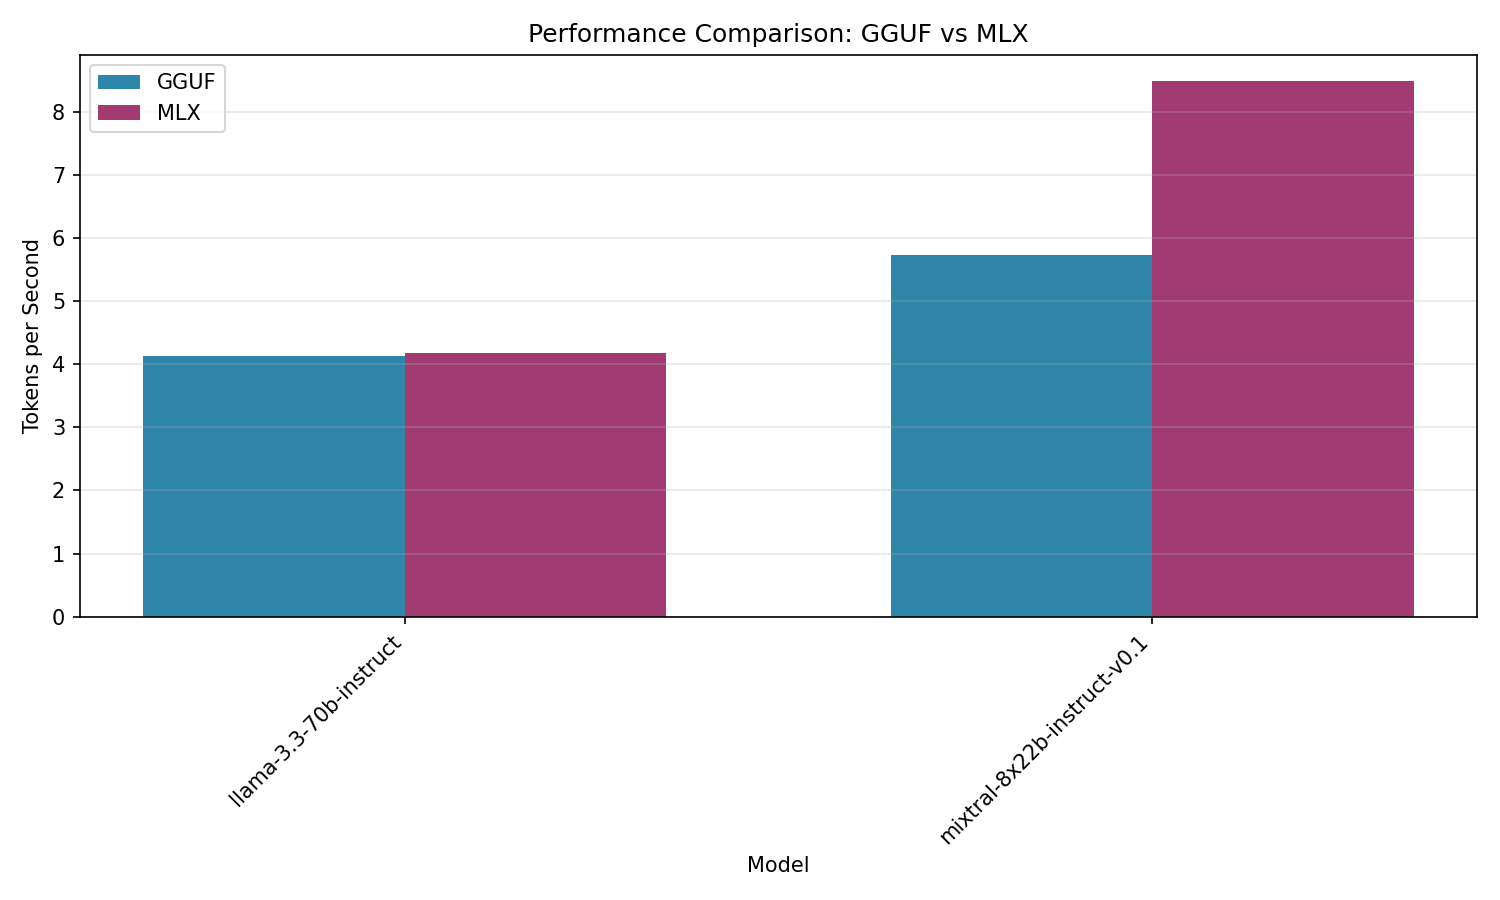 Performance Comparison: GGUF vs MLX
GGUF
MLX
Tokens per Second
8
7
6
5
4
3
2
1
0
llama-3.3-70b-instruct
mixtral-8x22b-instruct-v0.1
Model